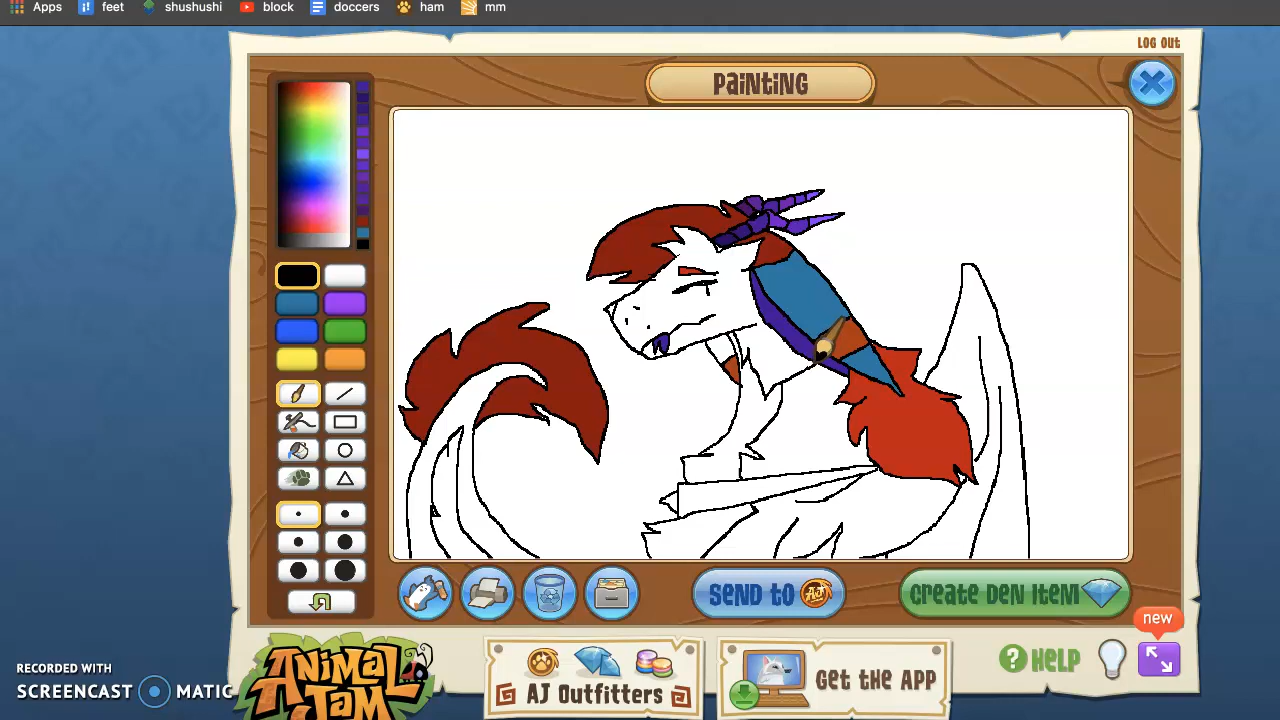 Apps feet shushushi block doccers ham mm
LOG OUT
PAINTING
SEND TO AJ
CREATE DEN ITEM
new
HELP
RECORDED WITH
SCREENCAST MATIC
ANIMAL JAM
AJ OUTFITTERS
GET THE APP